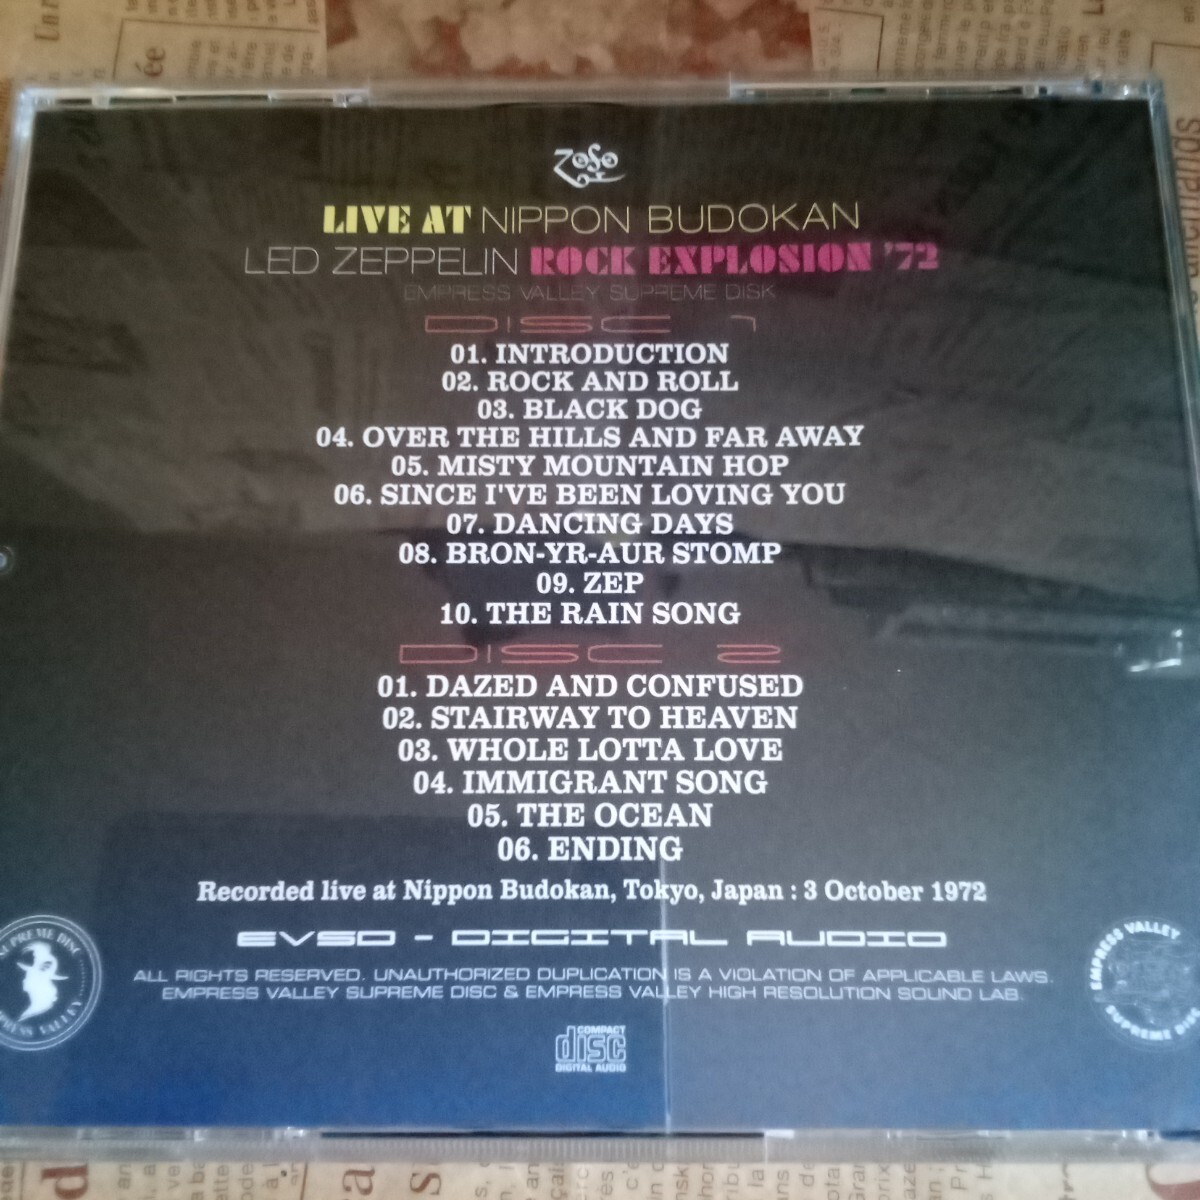 ZoSo
LIVE AT NIPPON BUDOKAN
LED ZEPPELIN ROCK EXPLOSION '72
EMPRESS VALLEY SUPREME DISK
DISC 1
01. INTRODUCTION
02. ROCK AND ROLL
03. BLACK DOG
04. OVER THE HILLS AND FAR AWAY
05. MISTY MOUNTAIN HOP
06. SINCE I'VE BEEN LOVING YOU
07. DANCING DAYS
08. BRON-YR-AUR STOMP
09. ZEP
10. THE RAIN SONG
DISC 2
01. DAZED AND CONFUSED
02. STAIRWAY TO HEAVEN
03. WHOLE LOTTA LOVE
04. IMMIGRANT SONG
05. THE OCEAN
06. ENDING
Recorded live at Nippon Budokan, Tokyo, Japan : 3 October 1972
EVSD - DIGITAL AUDIO
ALL RIGHTS RESERVED. UNAUTHORIZED DUPLICATION IS A VIOLATION OF APPLICABLE LAWS.
EMPRESS VALLEY SUPREME DISC & EMPRESS VALLEY HIGH RESOLUTION SOUND LAB.
SUPREME DISC
VALLEY
EMPRESS VALLEY
SUPREME
COMPACT
disc
DIGITAL AUDIO